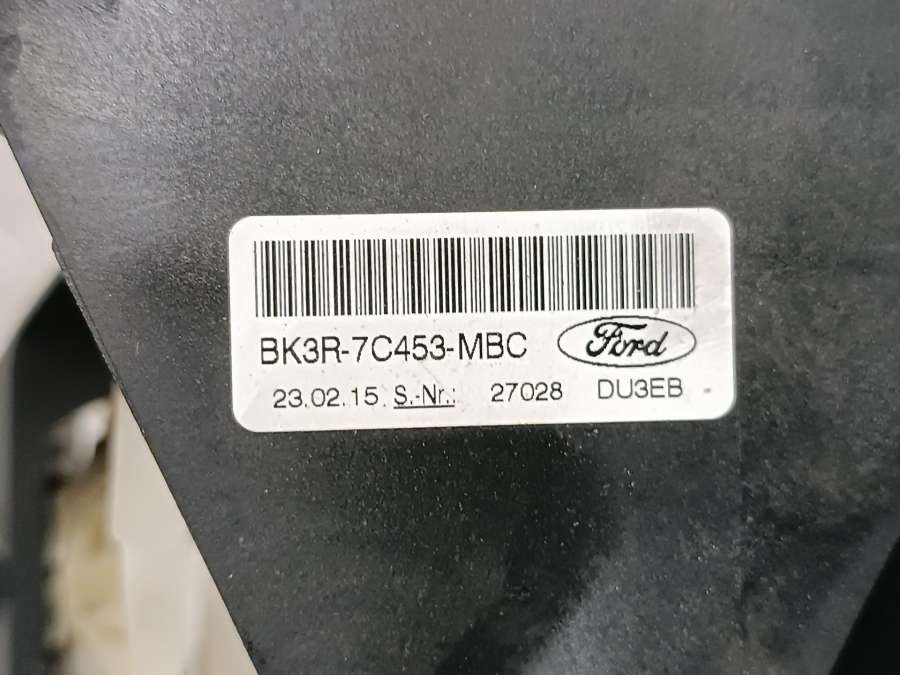 BK3R-7C453-MBC Ford
23.02.15. S.-Nr.: 27028 DU3EB